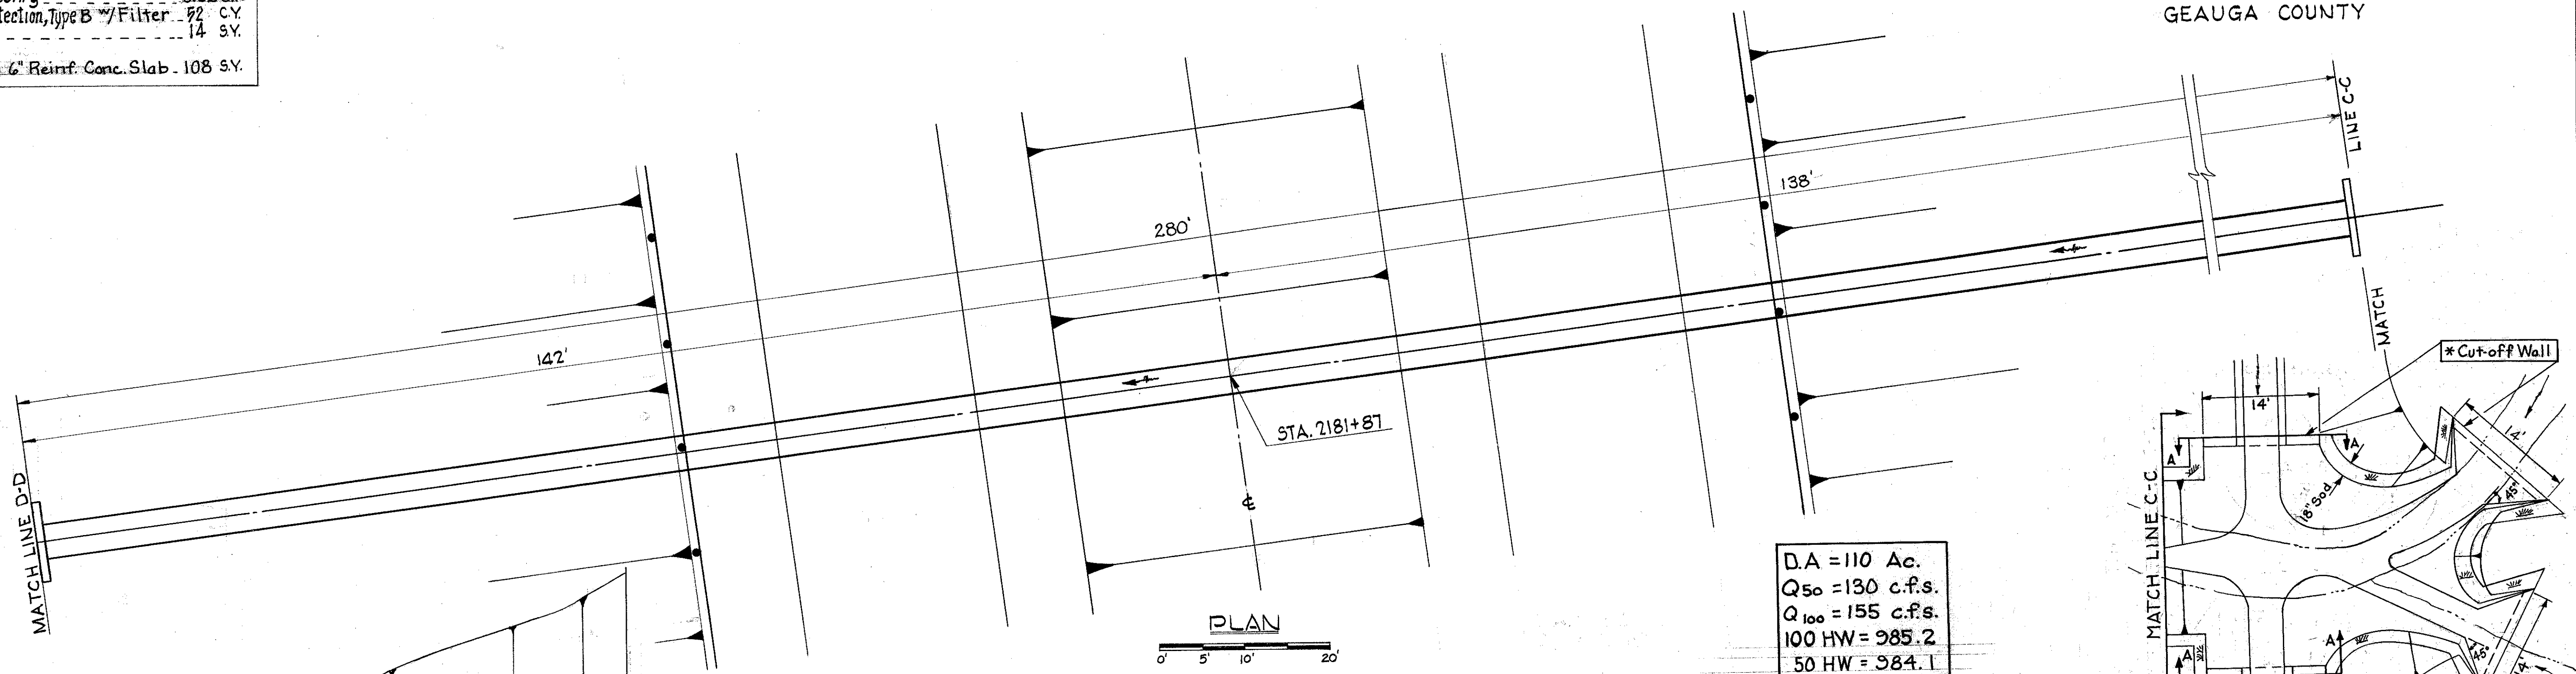 tection, Type B w/Filter 52 C.Y.
14 S.Y.
6" Reinf. Conc. Slab 108 S.Y.
GEAUGA COUNTY
LINE C-C
MATCH
138'
280'
142'
STA. 2181+87
℄
MATCH LINE D-D
PLAN
0' 5' 10' 20'
D.A = 110 Ac.
Q50 = 130 c.f.s.
Q100 = 155 c.f.s.
100 HW = 985.2
50 HW = 984.1
* Cut-off Wall
14'
A
A
14'
18" Sod
45°
MATCH LINE C-C
A
A
45°